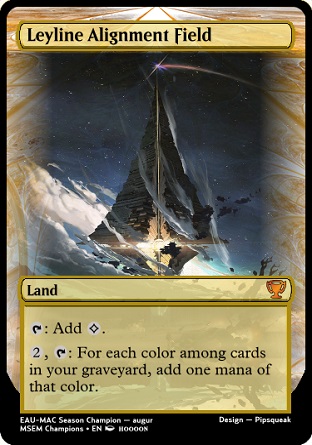 Leyline Alignment Field
Land
: Add .
2, : For each color among cards
in your graveyard, add one mana of
that color.
EAU-MAC Season Champion — augur
Design — Pipsqueak
MSEM Champions • EN HOOOON